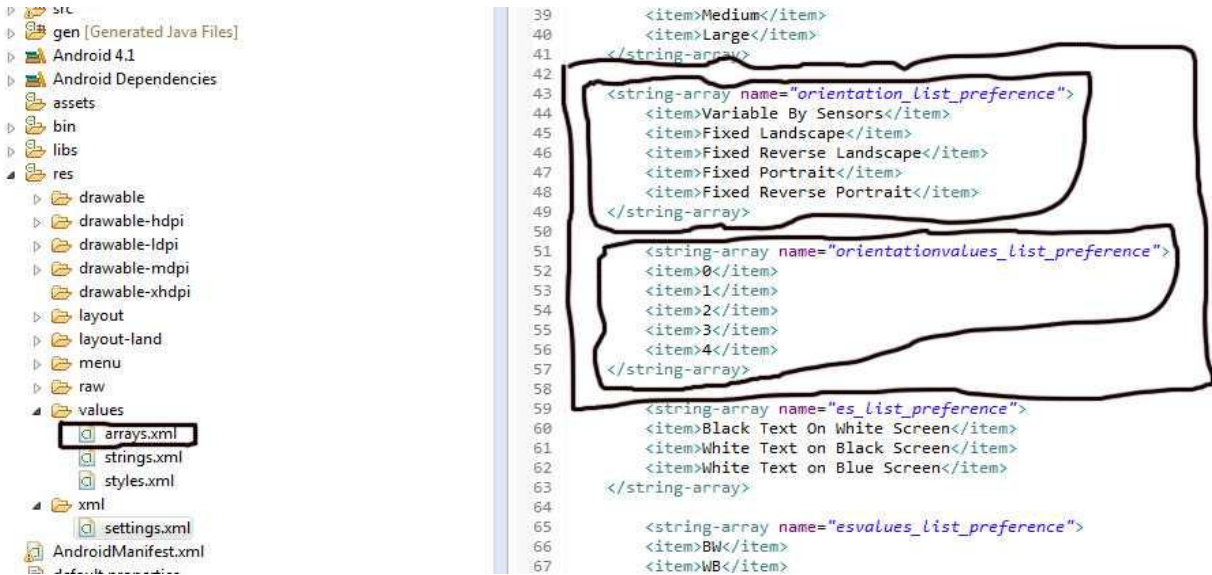 src
gen [Generated Java Files]
Android 4.1
Android Dependencies
assets
bin
libs
res
drawable
drawable-hdpi
drawable-ldpi
drawable-mdpi
drawable-xhdpi
layout
layout-land
menu
raw
values
arrays.xml
strings.xml
styles.xml
xml
settings.xml
AndroidManifest.xml
default.properties
39 <item>Medium</item>
40 <item>Large</item>
41 </string-array>
42
43 <string-array name="orientation_list_preference">
44 <item>Variable By Sensors</item>
45 <item>Fixed Landscape</item>
46 <item>Fixed Reverse Landscape</item>
47 <item>Fixed Portrait</item>
48 <item>Fixed Reverse Portrait</item>
49 </string-array>
50
51 <string-array name="orientationvalues_list_preference">
52 <item>0</item>
53 <item>1</item>
54 <item>2</item>
55 <item>3</item>
56 <item>4</item>
57 </string-array>
58
59 <string-array name="es_list_preference">
60 <item>Black Text On White Screen</item>
61 <item>White Text on Black Screen</item>
62 <item>White Text on Blue Screen</item>
63 </string-array>
64
65 <string-array name="esvalues_list_preference">
66 <item>BW</item>
67 <item>WB</item>